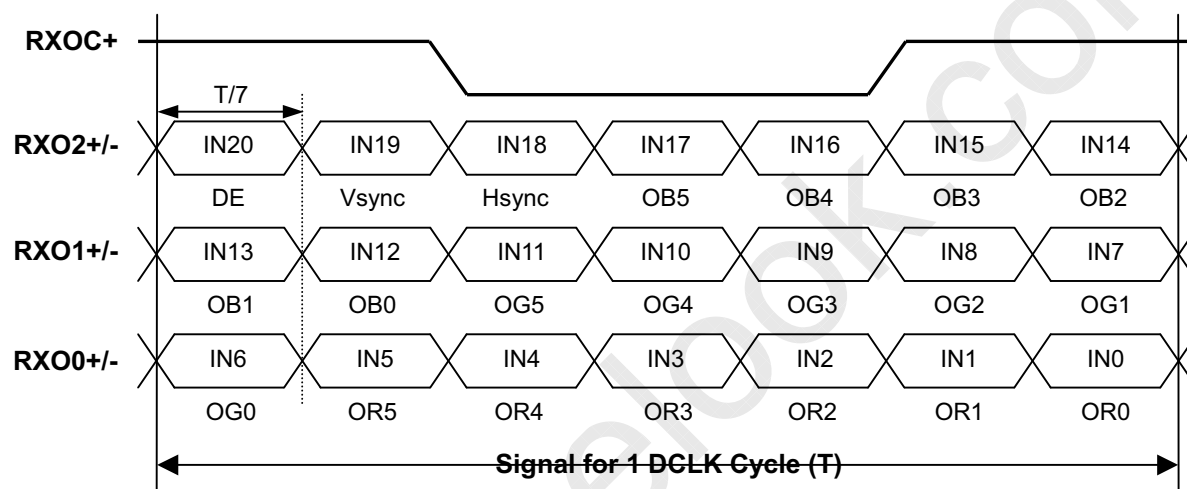 RXOC+
T/7
RXO2+/- IN20 IN19 IN18 IN17 IN16 IN15 IN14
DE Vsync Hsync OB5 OB4 OB3 OB2
RXO1+/- IN13 IN12 IN11 IN10 IN9 IN8 IN7
OB1 OB0 OG5 OG4 OG3 OG2 OG1
RXO0+/- IN6 IN5 IN4 IN3 IN2 IN1 IN0
OG0 OR5 OR4 OR3 OR2 OR1 OR0
Signal for 1 DCLK Cycle (T)
elook.co